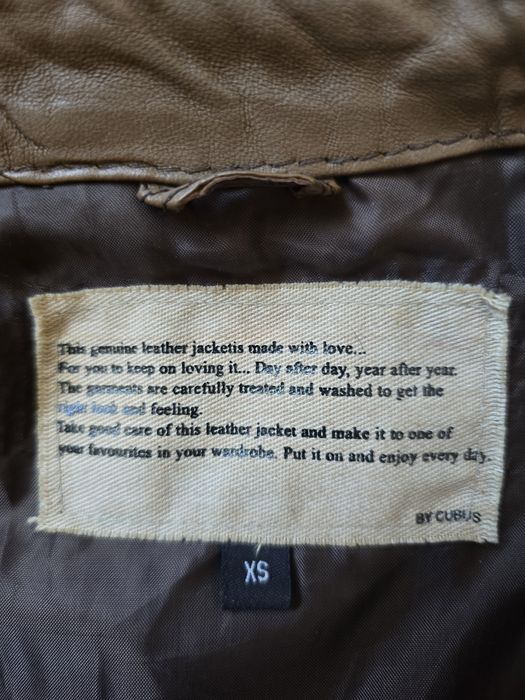 This genuine leather jacketis made with love...
For you to keep on loving it... Day after day, year after year.
The garments are carefully treated and washed to get the
right look and feeling.
Take good care of this leather jacket and make it to one of
your favourites in your wardrobe. Put it on and enjoy every day.
BY CUBUS
XS